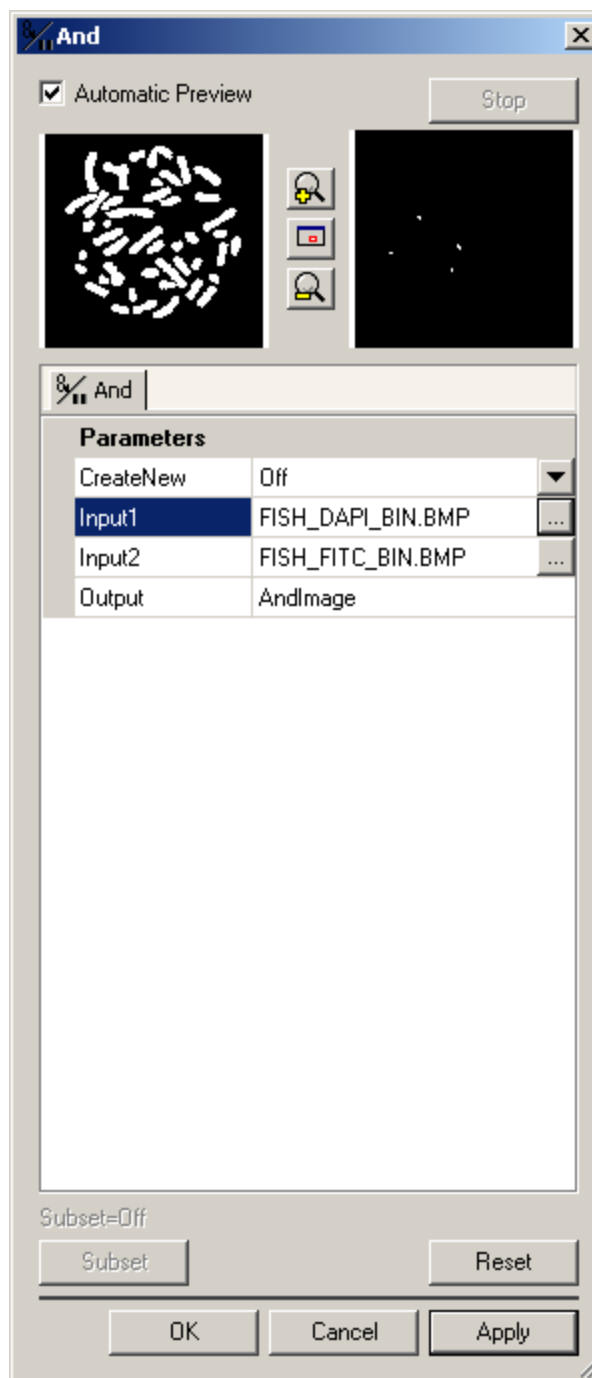 And
Automatic Preview
Stop
And
Parameters
CreateNew Off
Input1 FISH_DAPI_BIN.BMP ...
Input2 FISH_FITC_BIN.BMP ...
Output AndImage
Subset=Off
Subset Reset
OK Cancel Apply